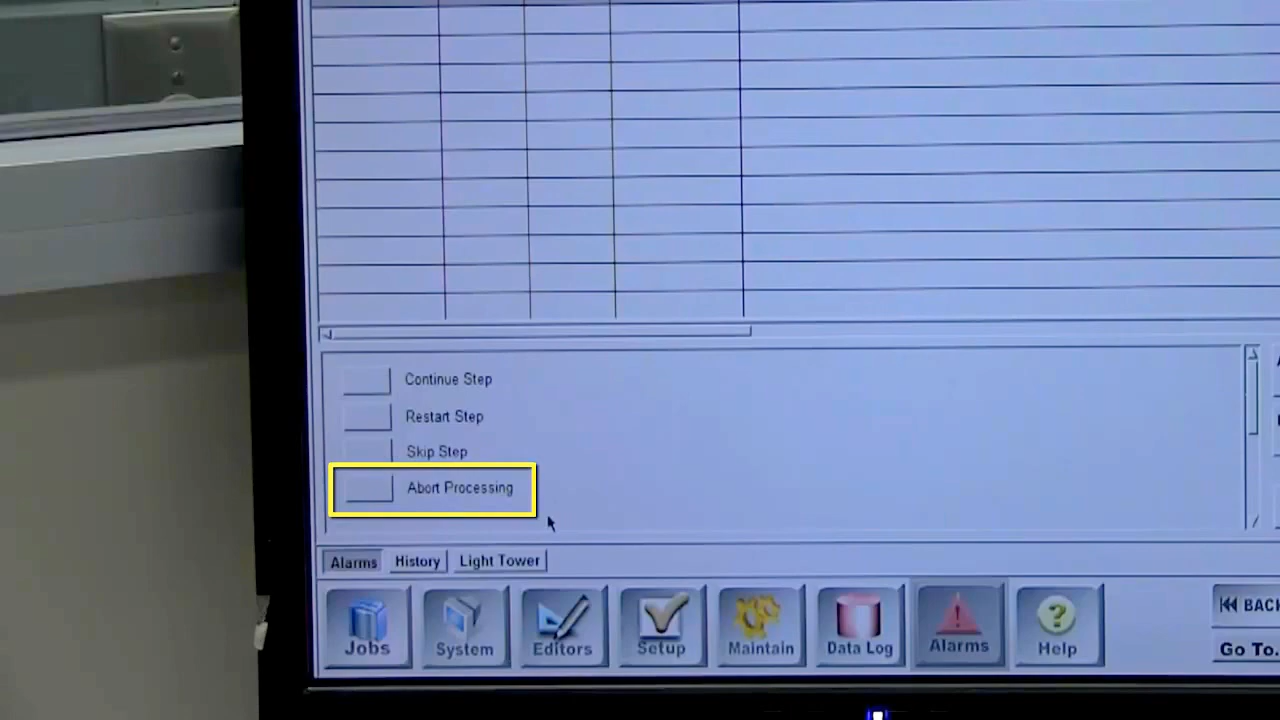 Continue Step
Restart Step
Skip Step
Abort Processing
Alarms History Light Tower
Jobs System Editors Setup Maintain Data Log Alarms Help
BACK
Go To.